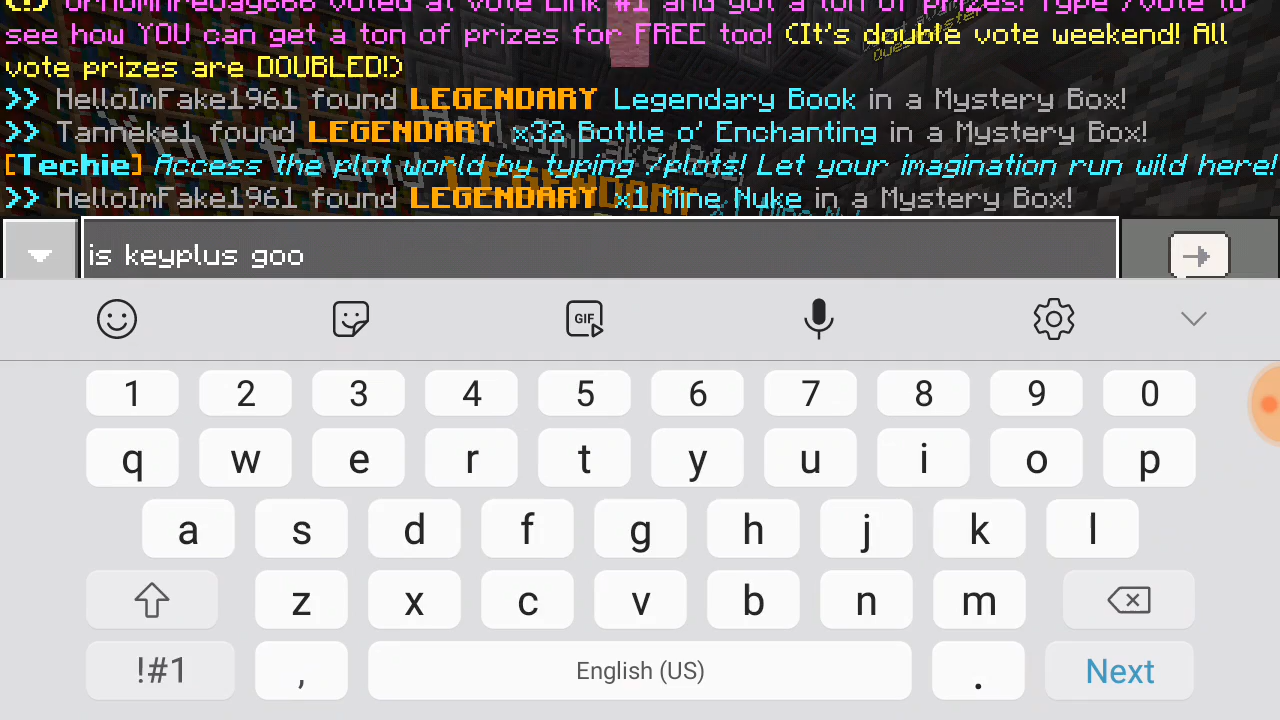 voted at vote Link #1 and got a ton of prizes! Type /vote to
see how YOU can get a ton of prizes for FREE too! (It's double vote weekend! All
vote prizes are DOUBLED!)
>> HelloImFake1961 found LEGENDARY Legendary Book in a Mystery Box!
>> Tanneke1 found LEGENDARY x32 Bottle o' Enchanting in a Mystery Box!
[Techie] Access the plot world by typing /plots! Let your imagination run wild here!
>> HelloImFake1961 found LEGENDARY x1 Mine Nuke in a Mystery Box!
is keyplus goo
GIF
1 2 3 4 5 6 7 8 9 0
q w e r t y u i o p
a s d f g h j k l
z x c v b n m
!#1 , English (US) . Next